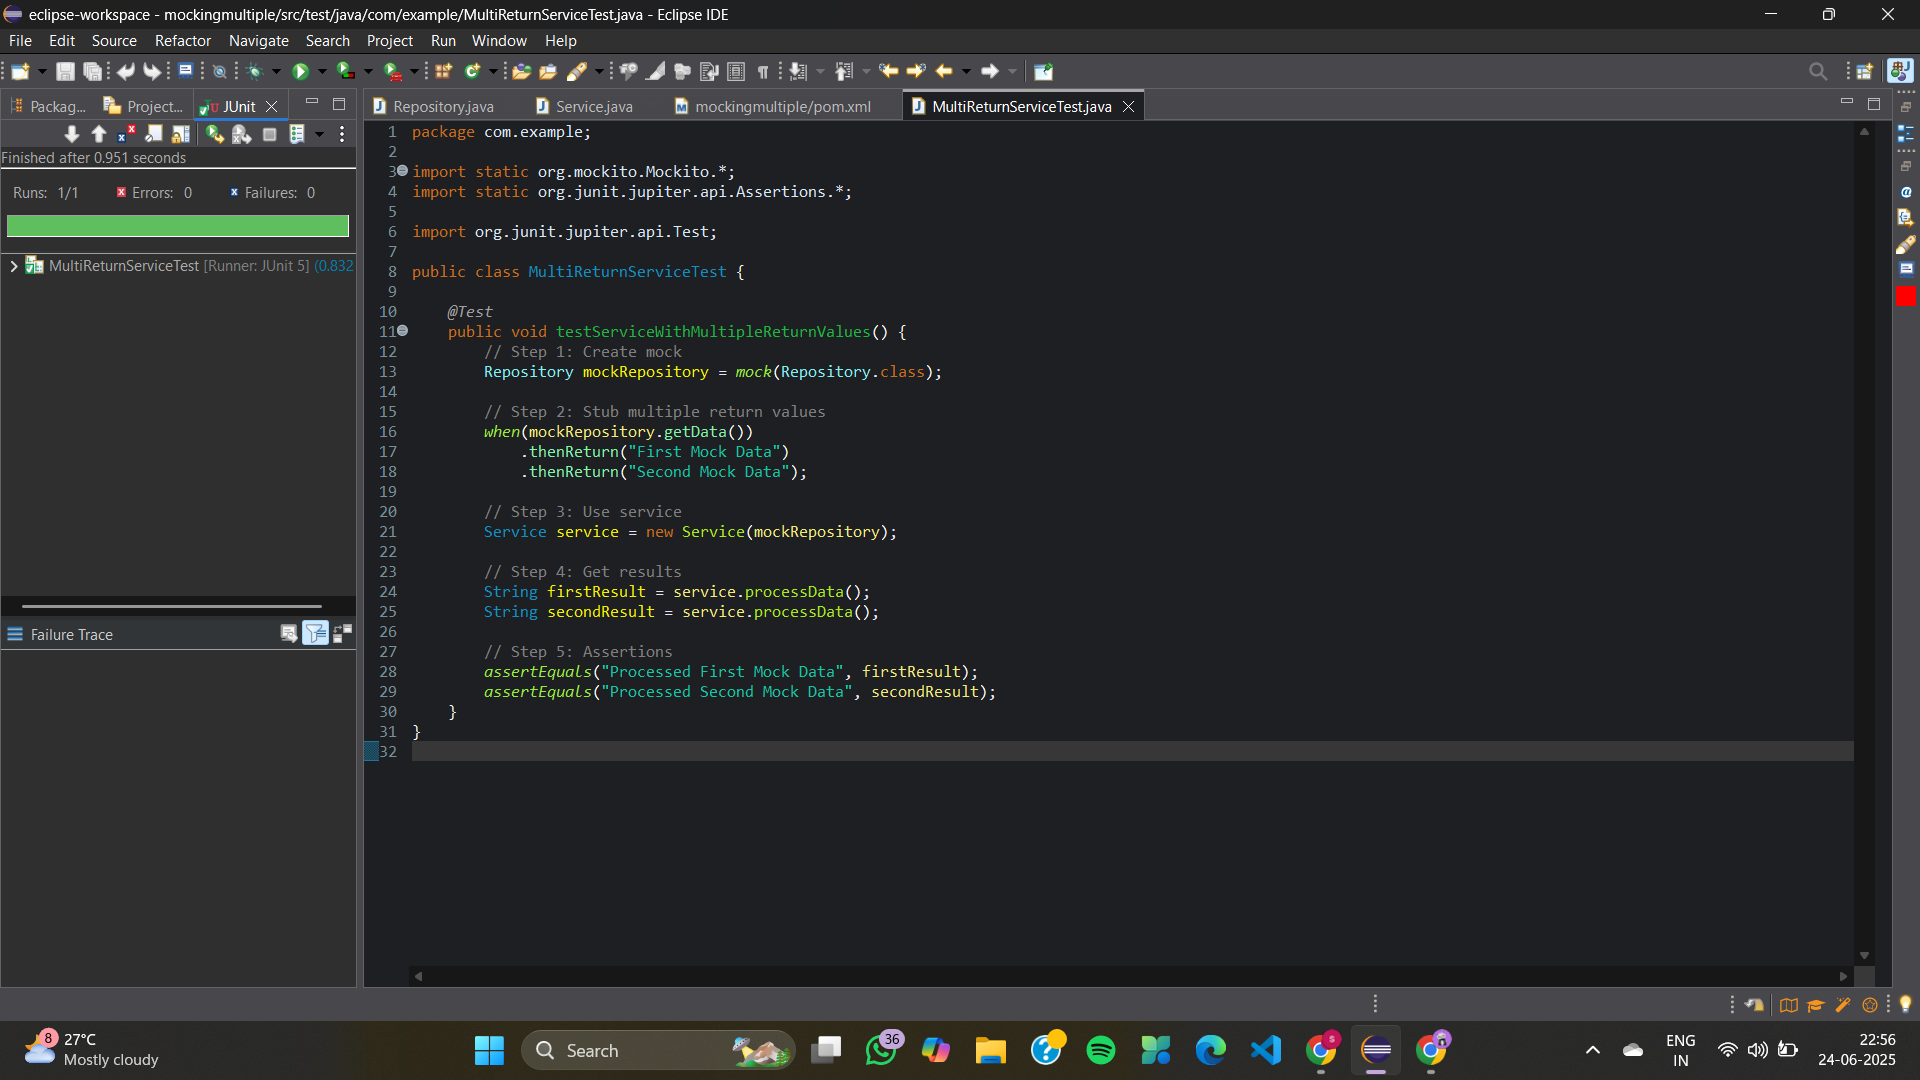 eclipse-workspace - mockingmultiple/src/test/java/com/example/MultiReturnServiceTest.java - Eclipse IDE
File Edit Source Refactor Navigate Search Project Run Window Help
Packag... Project... JUnit
Repository.java Service.java mockingmultiple/pom.xml MultiReturnServiceTest.java
Finished after 0.951 seconds
Runs: 1/1 Errors: 0 Failures: 0
MultiReturnServiceTest [Runner: JUnit 5] (0.832
Failure Trace
1 package com.example;
2
3 import static org.mockito.Mockito.*;
4 import static org.junit.jupiter.api.Assertions.*;
5
6 import org.junit.jupiter.api.Test;
7
8 public class MultiReturnServiceTest {
9
10 @Test
11 public void testServiceWithMultipleReturnValues() {
12 // Step 1: Create mock
13 Repository mockRepository = mock(Repository.class);
14
15 // Step 2: Stub multiple return values
16 when(mockRepository.getData())
17 .thenReturn("First Mock Data")
18 .thenReturn("Second Mock Data");
19
20 // Step 3: Use service
21 Service service = new Service(mockRepository);
22
23 // Step 4: Get results
24 String firstResult = service.processData();
25 String secondResult = service.processData();
26
27 // Step 5: Assertions
28 assertEquals("Processed First Mock Data", firstResult);
29 assertEquals("Processed Second Mock Data", secondResult);
30 }
31 }
32
8
27°C
Mostly cloudy
Search
36
ENG
IN
22:56
24-06-2025